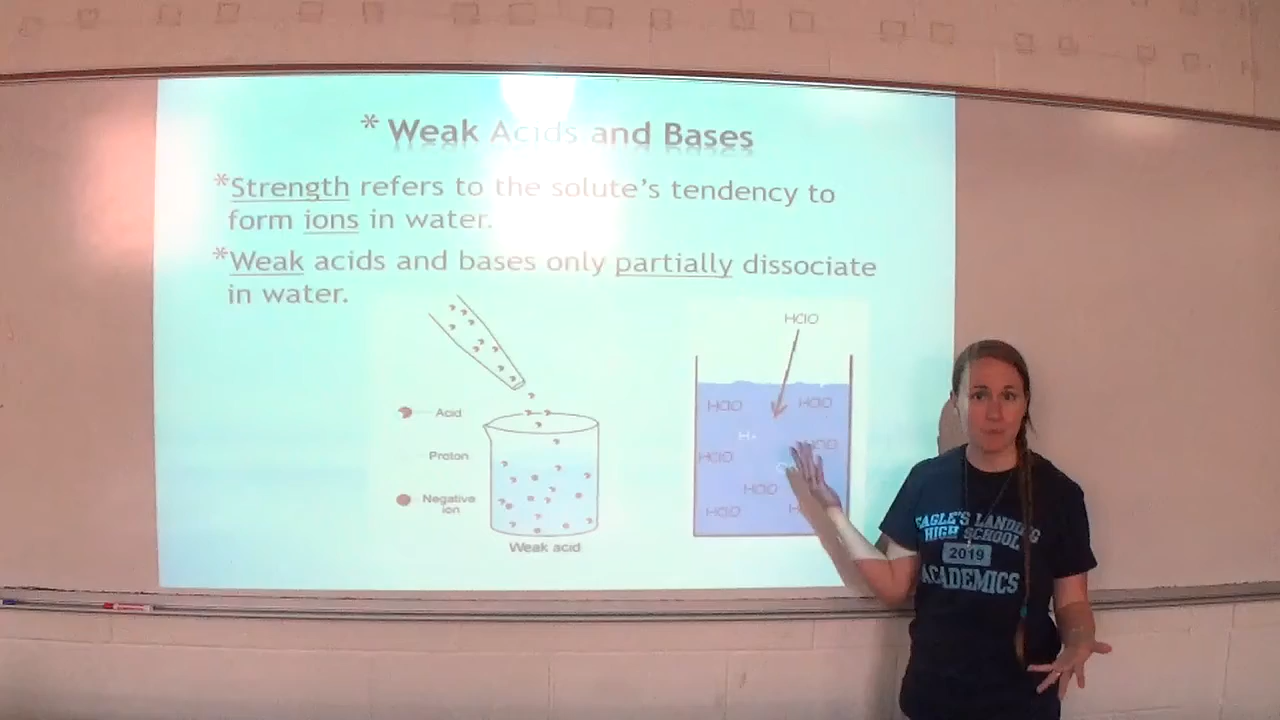 * Weak Acids and Bases
*Strength refers to the solute's tendency to
form ions in water.
*Weak acids and bases only partially dissociate
in water.
Acid
Proton
Negative
ion
Weak acid
HClO
HClO HClO
H+
HClO HClO
HClO
HClO H
EAGLE'S LANDING
HIGH SCHOOL
2019
ACADEMICS